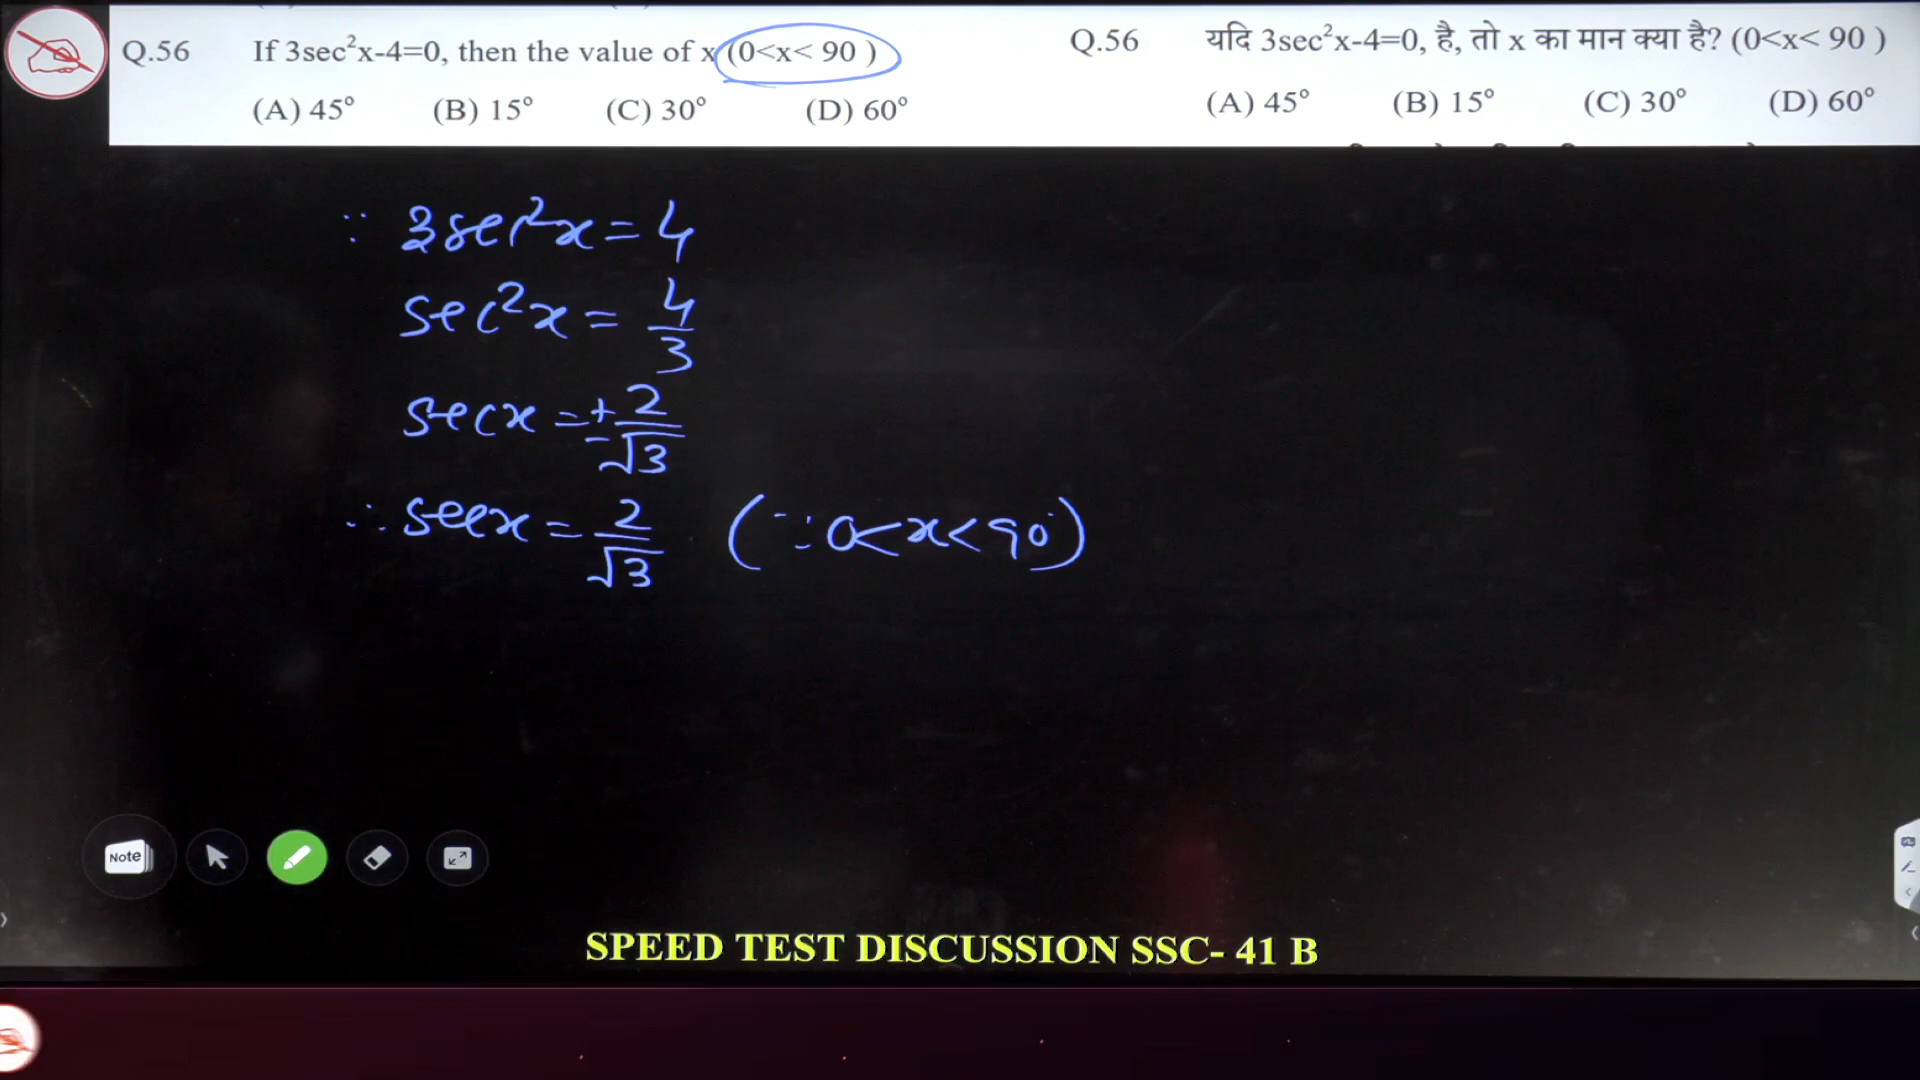 Q.56 If 3sec²x-4=0, then the value of x (0<x< 90 )
(A) 45° (B) 15° (C) 30° (D) 60°
Q.56 यदि 3sec²x-4=0, है, तो x का मान क्या है? (0<x< 90 )
(A) 45° (B) 15° (C) 30° (D) 60°
∵ 3sec²x = 4
sec²x = 4/3
secx = ± 2/√3
∴ secx = 2/√3 (∵ 0<x<90°)
Note
SPEED TEST DISCUSSION SSC- 41 B